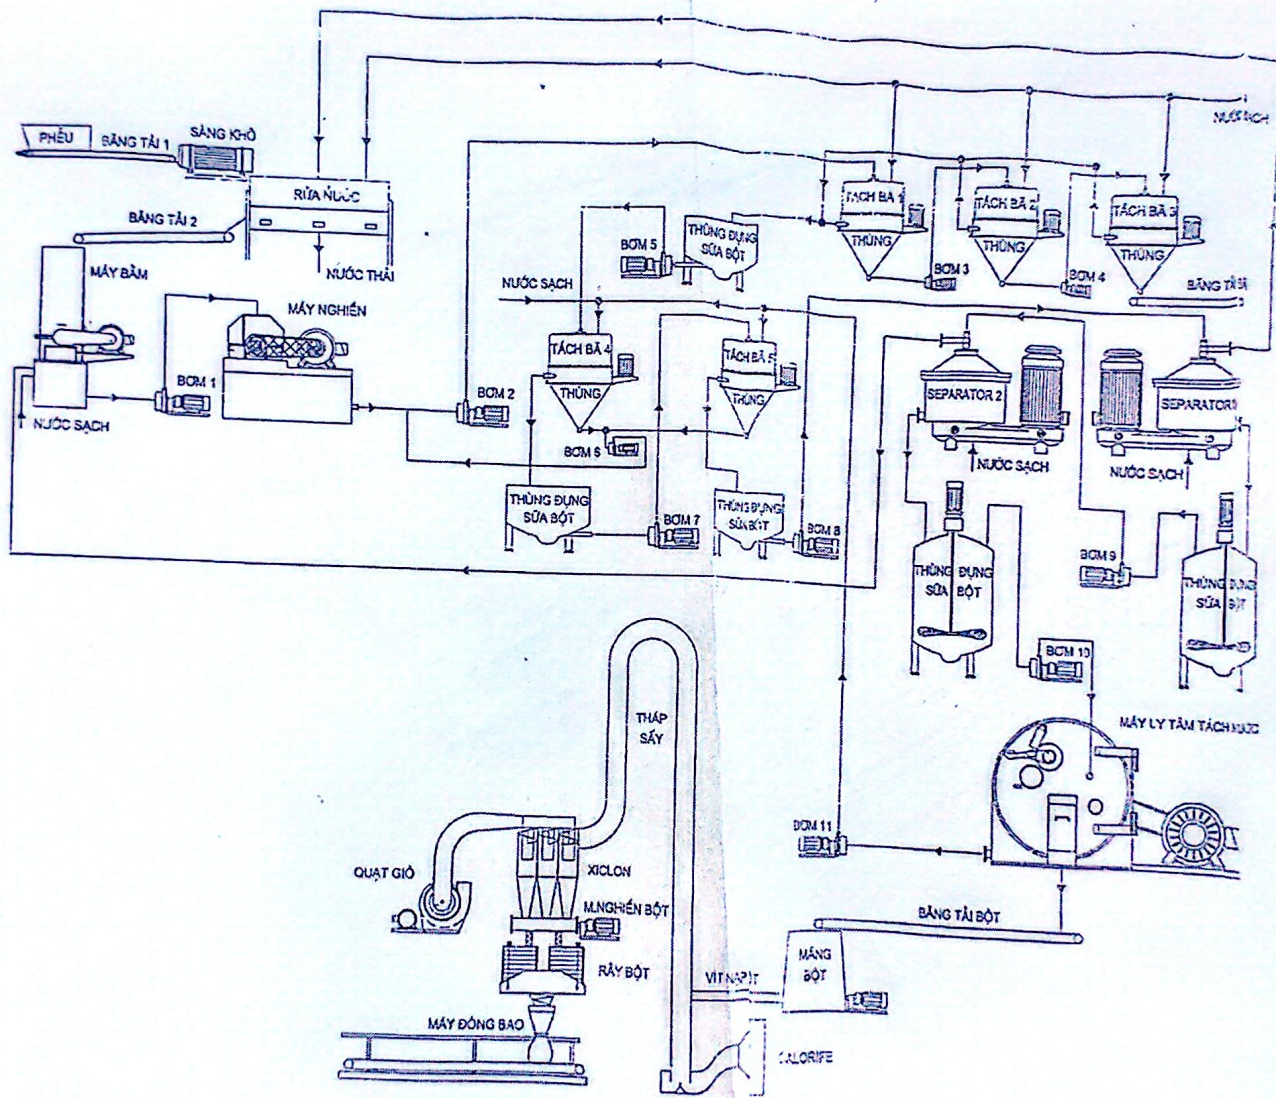 NƯỚC SẠCH
PHỄU
BĂNG TẢI 1
SÀNG KHÔ
RỬA NƯỚC
BĂNG TẢI 2
NƯỚC THẢI
MÁY BĂM
MÁY NGHIỀN
BƠM 1
NƯỚC SẠCH
BƠM 2
TÁCH BÃ 1
THÙNG
TÁCH BÃ 2
THÙNG
TÁCH BÃ 3
THÙNG
BƠM 3
BƠM 4
BĂNG TẢI BÃ
BƠM 5
THÙNG ĐỰNG
SỮA BỘT
NƯỚC SẠCH
TÁCH BÃ 4
THÙNG
TÁCH BÃ 5
THÙNG
BƠM 6
THÙNG ĐỰNG
SỮA BỘT
BƠM 7
THÙNG ĐỰNG
SỮA BỘT
BƠM 8
SEPARATOR 2
NƯỚC SẠCH
SEPARATOR 1
NƯỚC SẠCH
THÙNG ĐỰNG
SỮA BỘT
BƠM 9
THÙNG ĐỰNG
SỮA BỘT
BƠM 10
MÁY LY TÂM TÁCH NƯỚC
BƠM 11
THÁP
SẤY
QUẠT GIÓ
XICLON
M.NGHIỀN BỘT
RÂY BỘT
MÁY ĐÓNG BAO
BĂNG TẢI BỘT
MÁNG
BỘT
CALORIFE